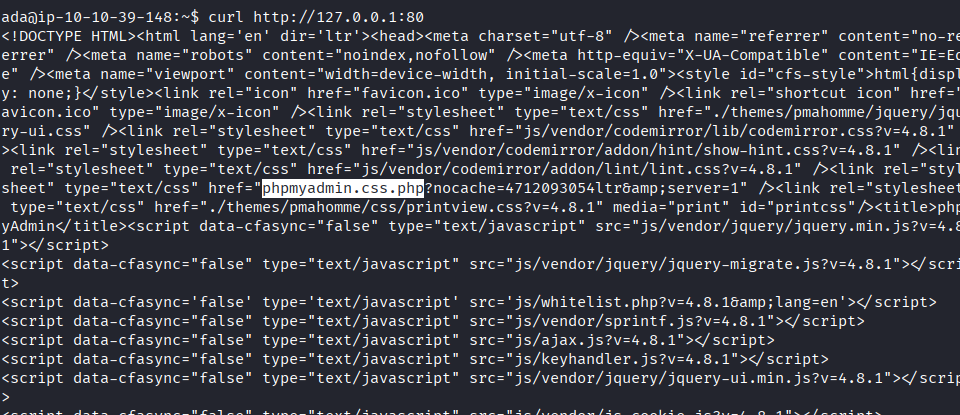 ada@ip-10-10-39-148:~$ curl http://127.0.0.1:80
<!DOCTYPE HTML><html lang='en' dir='ltr'><head><meta charset="utf-8" /><meta name="referrer" content="no-re
errer" /><meta name="robots" content="noindex,nofollow" /><meta http-equiv="X-UA-Compatible" content="IE=Ed
e" /><meta name="viewport" content="width=device-width, initial-scale=1.0"><style id="cfs-style">html{displ
y: none;}</style><link rel="icon" href="favicon.ico" type="image/x-icon" /><link rel="shortcut icon" href="
avicon.ico" type="image/x-icon" /><link rel="stylesheet" type="text/css" href="./themes/pmahomme/jquery/jqu
ry-ui.css" /><link rel="stylesheet" type="text/css" href="js/vendor/codemirror/lib/codemirror.css?v=4.8.1"
><link rel="stylesheet" type="text/css" href="js/vendor/codemirror/addon/hint/show-hint.css?v=4.8.1" /><lin
rel="stylesheet" type="text/css" href="js/vendor/codemirror/addon/lint/lint.css?v=4.8.1" /><link rel="styl
sheet" type="text/css" href="phpmyadmin.css.php?nocache=4712093054ltr&amp;server=1" /><link rel="stylesheet
type="text/css" href="./themes/pmahomme/css/printview.css?v=4.8.1" media="print" id="printcss"/><title>php
yAdmin</title><script data-cfasync="false" type="text/javascript" src="js/vendor/jquery/jquery.min.js?v=4.8
1"></script>
<script data-cfasync="false" type="text/javascript" src="js/vendor/jquery/jquery-migrate.js?v=4.8.1"></scri
t>
<script data-cfasync='false' type='text/javascript' src='js/whitelist.php?v=4.8.1&amp;lang=en'></script>
<script data-cfasync="false" type="text/javascript" src="js/vendor/sprintf.js?v=4.8.1"></script>
<script data-cfasync="false" type="text/javascript" src="js/ajax.js?v=4.8.1"></script>
<script data-cfasync="false" type="text/javascript" src="js/keyhandler.js?v=4.8.1"></script>
<script data-cfasync="false" type="text/javascript" src="js/vendor/jquery/jquery-ui.min.js?v=4.8.1"></scrip
>